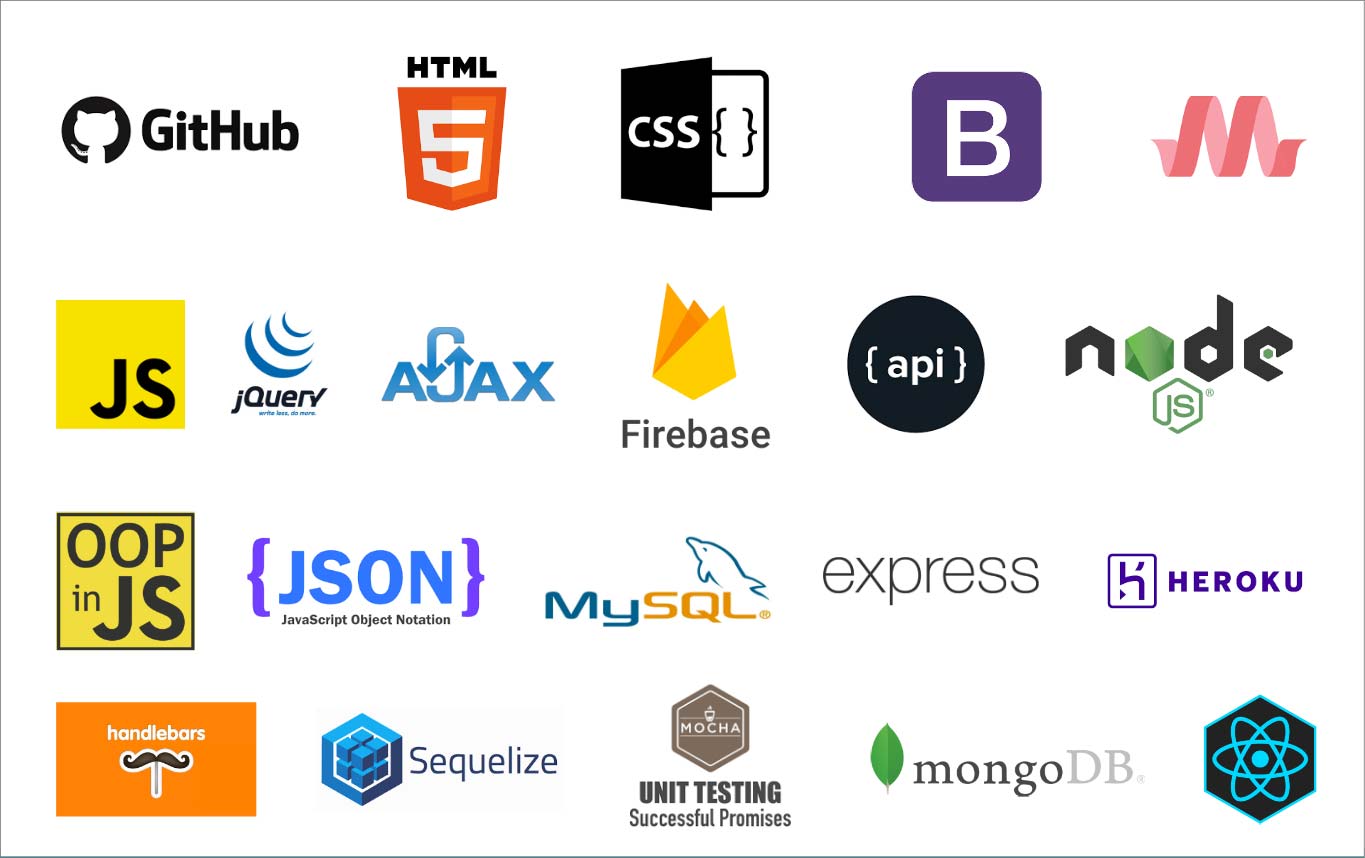 GitHub
HTML
5
CSS { }
B
JS
jQuery
write less, do more.
AJAX
Firebase
{ api }
node
JS®
OOP
in JS
{JSON}
JavaScript Object Notation
MySQL®
express
HEROKU
handlebars
Sequelize
MOCHA
UNIT TESTING
Successful Promises
mongoDB®